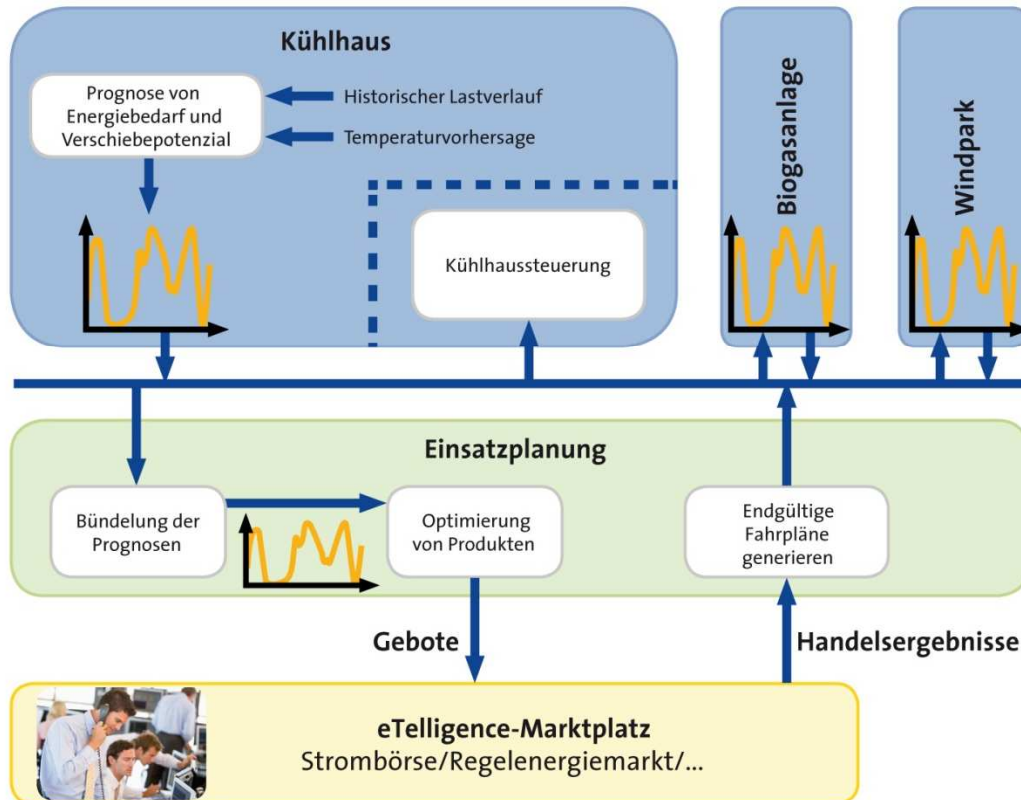 Kühlhaus
Prognose von
Energiebedarf und
Verschiebepotenzial
Historischer Lastverlauf
Temperaturvorhersage
Kühlhaussteuerung
Biogasanlage
Windpark
Einsatzplanung
Bündelung der
Prognosen
Optimierung
von Produkten
Endgültige
Fahrpläne
generieren
Gebote
Handelsergebnisse
eTelligence-Marktplatz
Strombörse/Regelenergiemarkt/...